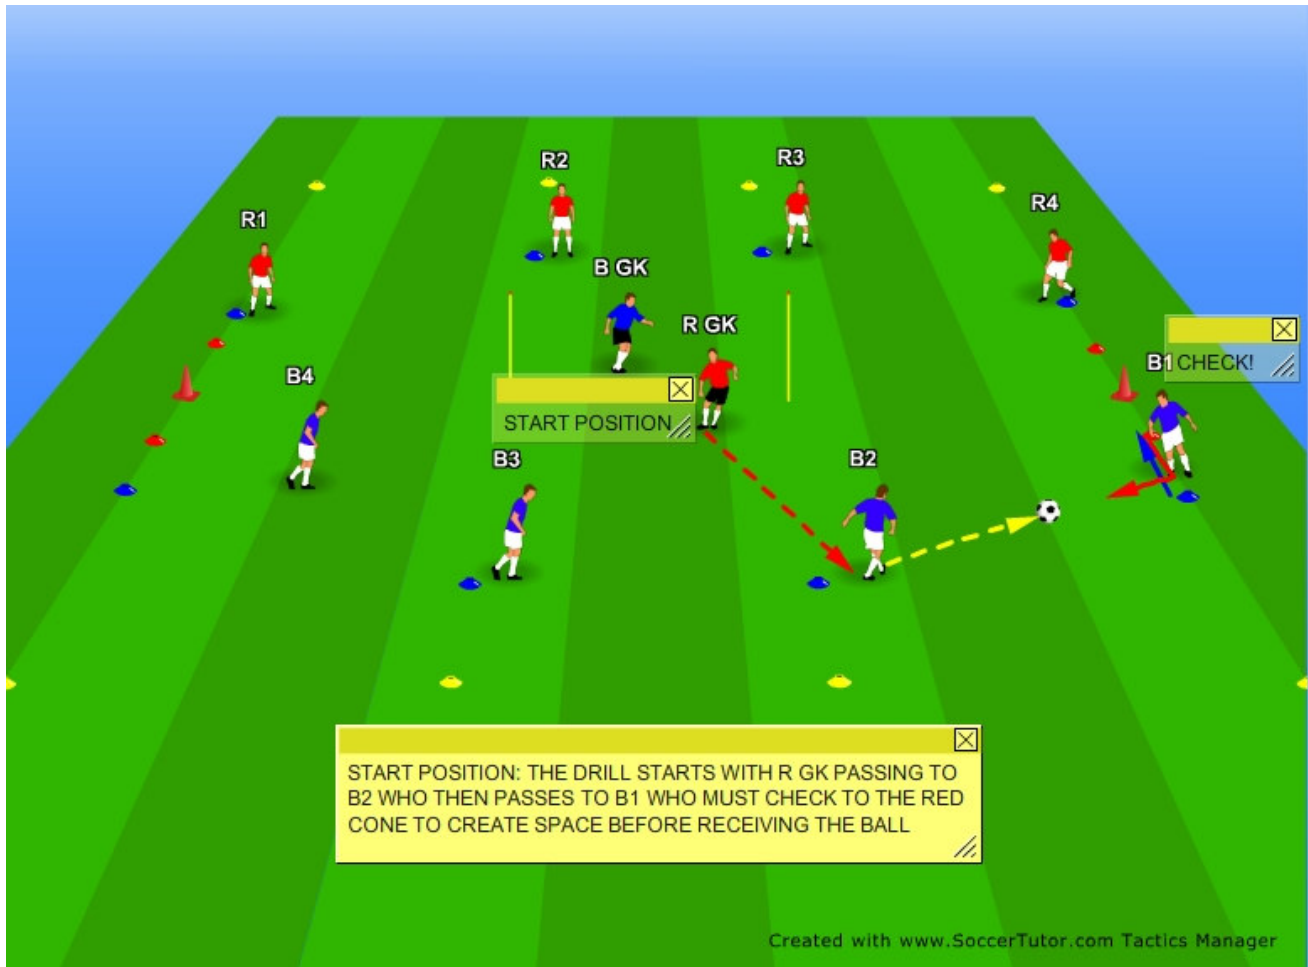 R2
R3
R1
R4
B GK
R GK
B1 CHECK!
B4
START POSITION
B3
B2
START POSITION: THE DRILL STARTS WITH R GK PASSING TO
B2 WHO THEN PASSES TO B1 WHO MUST CHECK TO THE RED
CONE TO CREATE SPACE BEFORE RECEIVING THE BALL
Created with www.SoccerTutor.com Tactics Manager